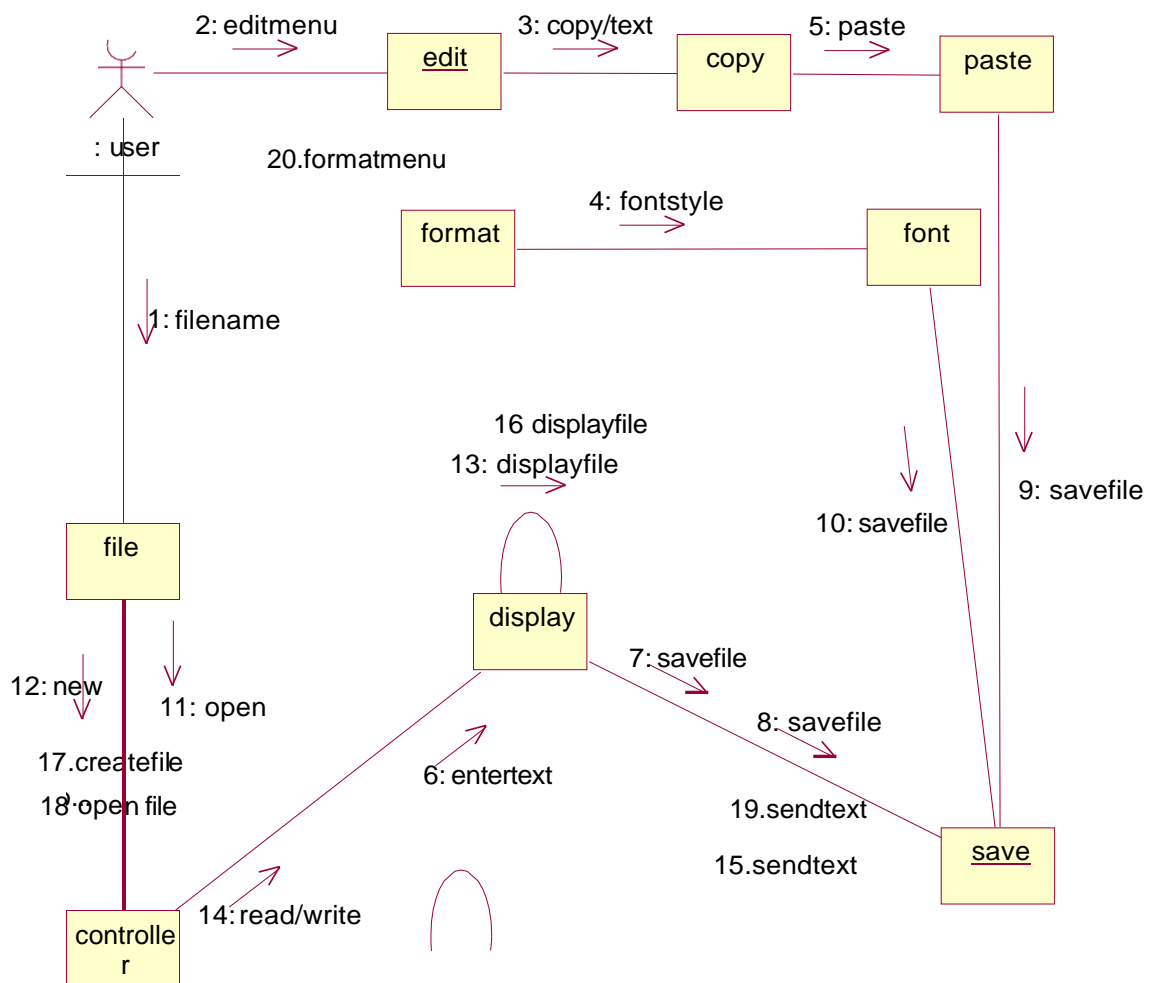 2: editmenu
3: copy/text
5: paste
edit
copy
paste
: user
20.formatmenu
4: fontstyle
format
font
1: filename
16 displayfile
13: displayfile
9: savefile
10: savefile
file
display
7: savefile
12: new
11: open
8: savefile
17.createfile
6: entertext
18 open file
19.sendtext
save
15.sendtext
14: read/write
controlle
r